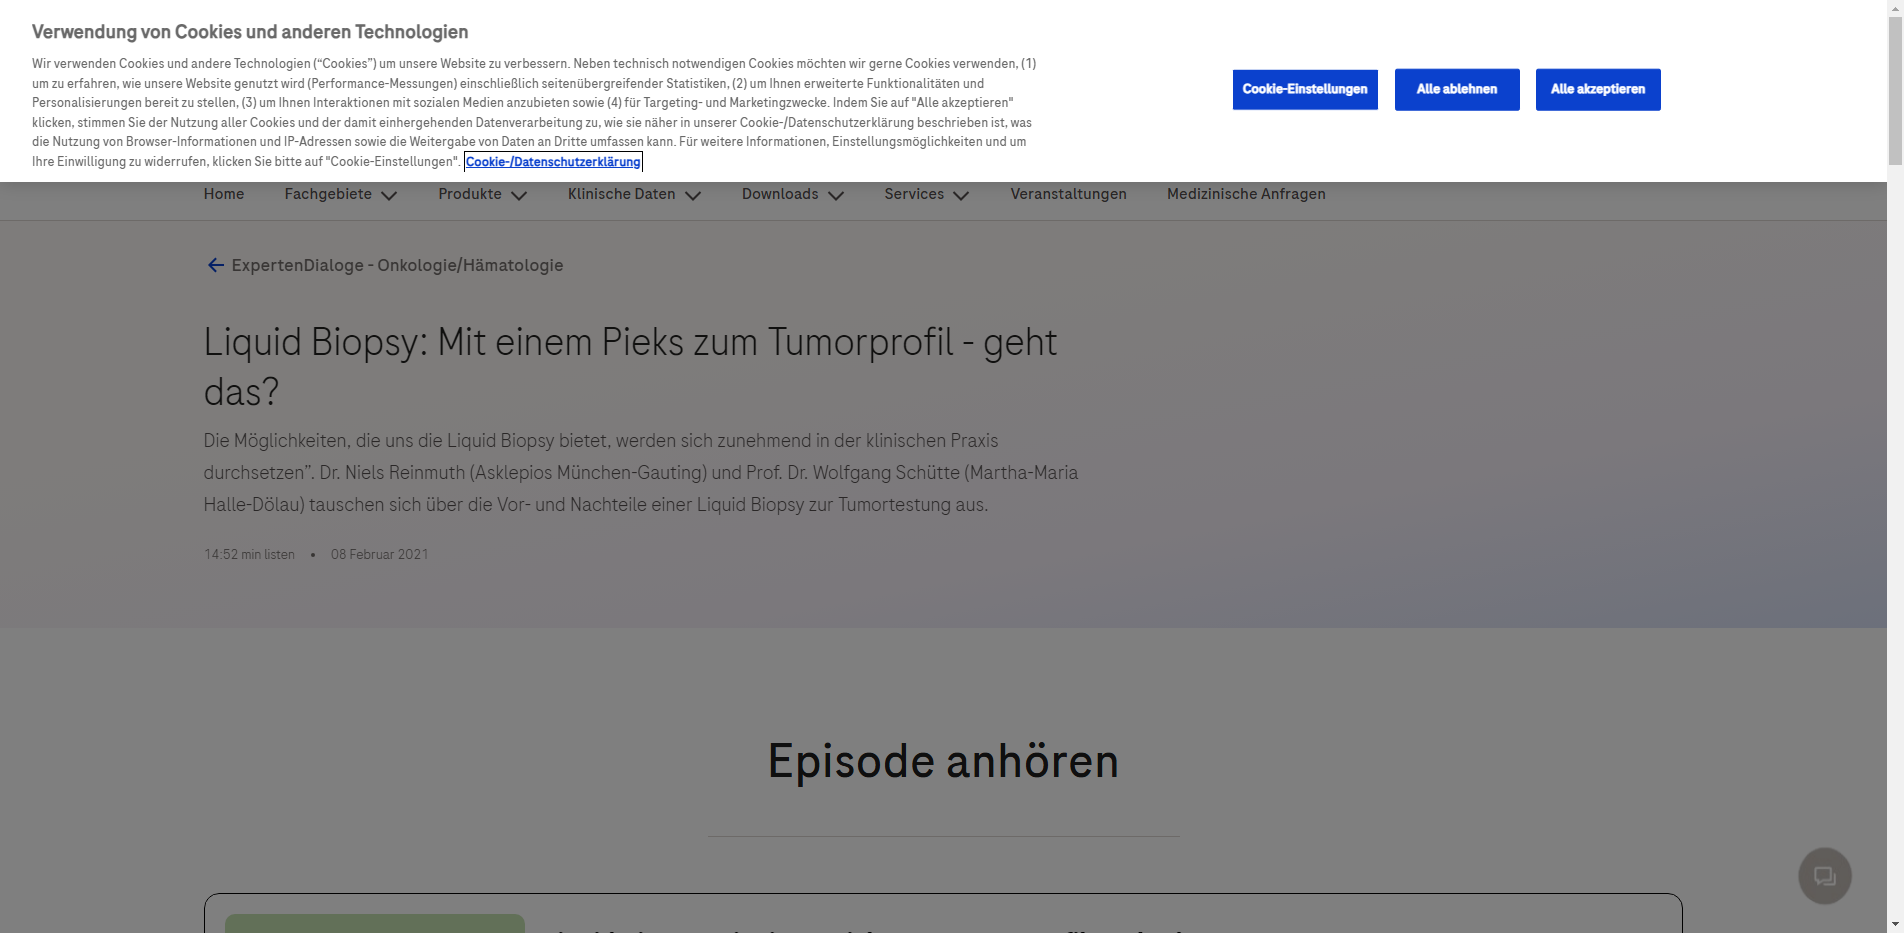 Verwendung von Cookies und anderen Technologien
Wir verwenden Cookies und andere Technologien (“Cookies”) um unsere Website zu verbessern. Neben technisch notwendigen Cookies möchten wir gerne Cookies verwenden, (1)
um zu erfahren, wie unsere Website genutzt wird (Performance-Messungen) einschließlich seitenübergreifender Statistiken, (2) um Ihnen erweiterte Funktionalitäten und
Personalisierungen bereit zu stellen, (3) um Ihnen Interaktionen mit sozialen Medien anzubieten sowie (4) für Targeting- und Marketingzwecke. Indem Sie auf "Alle akzeptieren"
klicken, stimmen Sie der Nutzung aller Cookies und der damit einhergehenden Datenverarbeitung zu, wie sie näher in unserer Cookie-/Datenschutzerklärung beschrieben ist, was
die Nutzung von Browser-Informationen und IP-Adressen sowie die Weitergabe von Daten an Dritte umfassen kann. Für weitere Informationen, Einstellungsmöglichkeiten und um
Ihre Einwilligung zu widerrufen, klicken Sie bitte auf "Cookie-Einstellungen". Cookie-/Datenschutzerklärung
Cookie-Einstellungen
Alle ablehnen
Alle akzeptieren
Home Fachgebiete Produkte Klinische Daten Downloads Services Veranstaltungen Medizinische Anfragen
ExpertenDialoge - Onkologie/Hämatologie
Liquid Biopsy: Mit einem Pieks zum Tumorprofil - geht
das?
Die Möglichkeiten, die uns die Liquid Biopsy bietet, werden sich zunehmend in der klinischen Praxis
durchsetzen”. Dr. Niels Reinmuth (Asklepios München-Gauting) und Prof. Dr. Wolfgang Schütte (Martha-Maria
Halle-Dölau) tauschen sich über die Vor- und Nachteile einer Liquid Biopsy zur Tumortestung aus.
14:52 min listen • 08 Februar 2021
Episode anhören